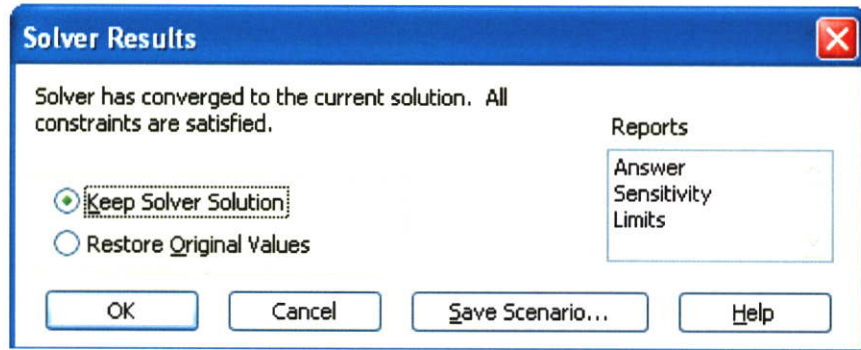 Solver Results
Solver has converged to the current solution. All
constraints are satisfied.
Reports
Answer
Sensitivity
Limits
Keep Solver Solution
Restore Original Values
OK
Cancel
Save Scenario...
Help